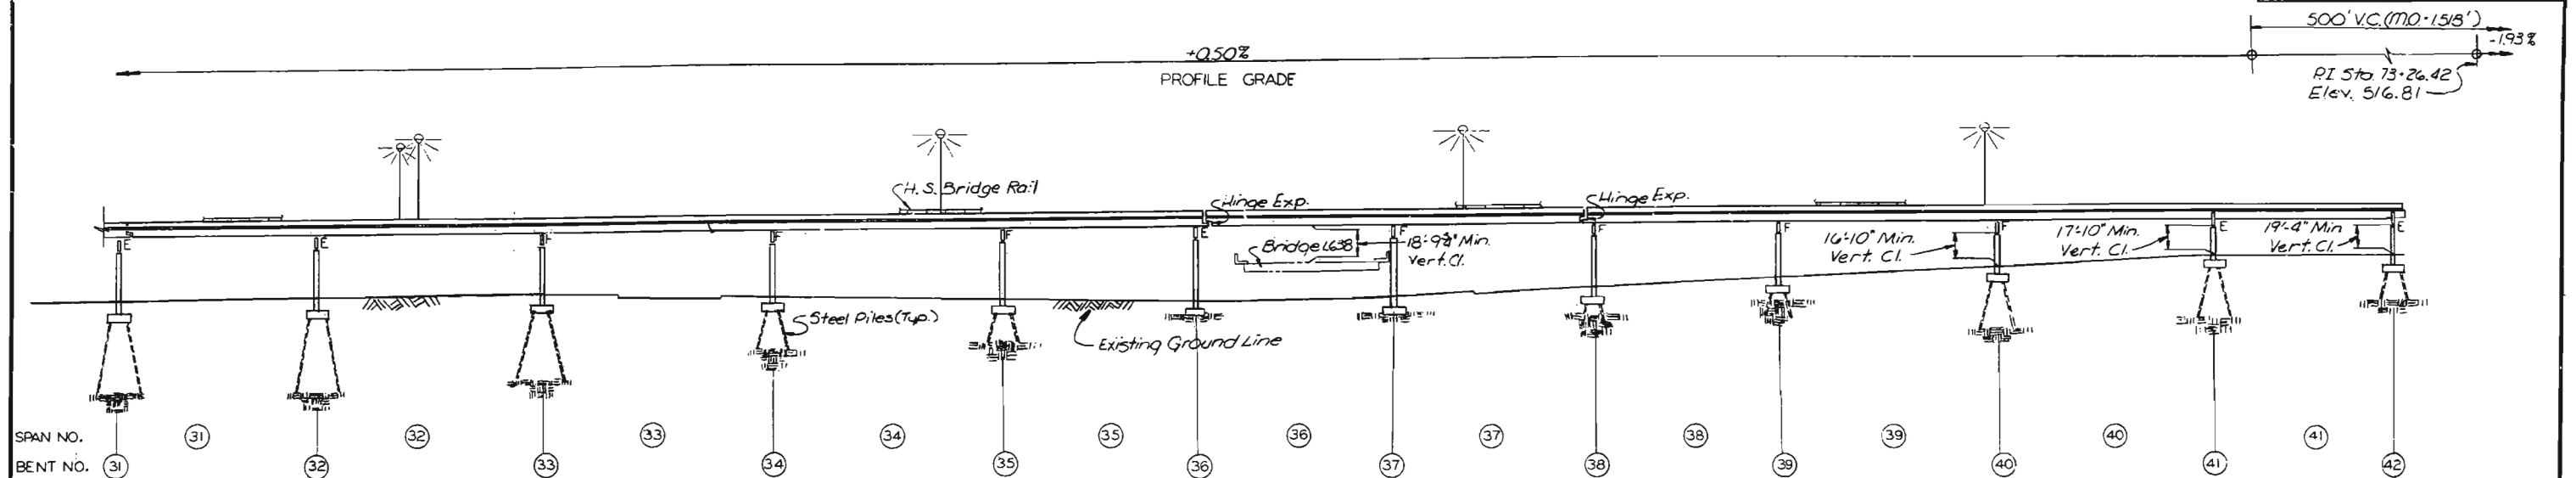 500' V.C. (M.O.=1.518')
-1.93%
+0.50%
PROFILE GRADE
P.I. Sta. 73+26.42
Elev. 516.81
H.S. Bridge Rail
Hinge Exp.
Hinge Exp.
Bridge L638
18'-9¾" Min.
Vert. Cl.
16'-10" Min.
Vert. Cl.
17'-10" Min.
Vert. Cl.
19'-4" Min
Vert. Cl.
E E F F F E F F F F E E
Steel Piles (Typ.)
Existing Ground Line
SPAN NO. 31 32 33 34 35 36 37 38 39 40 41
BENT NO. 31 32 33 34 35 36 37 38 39 40 41 42